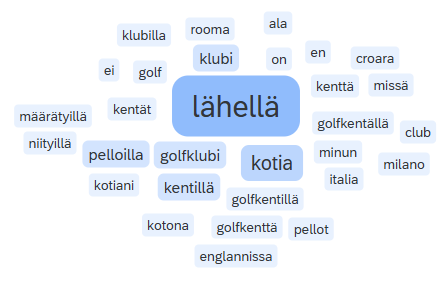 ala
rooma
klubilla
en
klubi
on
croara
ei
golf
kenttä
missä
lähellä
kentät
määrätyillä
golfkentällä
club
niityillä
pelloilla
golfklubi
minun
kotia
milano
italia
kotiani
kentillä
golfkentillä
kotona
golfkenttä
pellot
englannissa